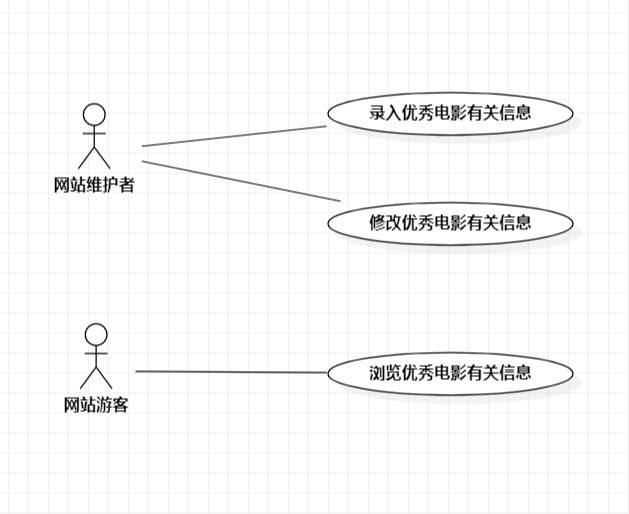 录入优秀电影有关信息
网站维护者
修改优秀电影有关信息
浏览优秀电影有关信息
网站游客